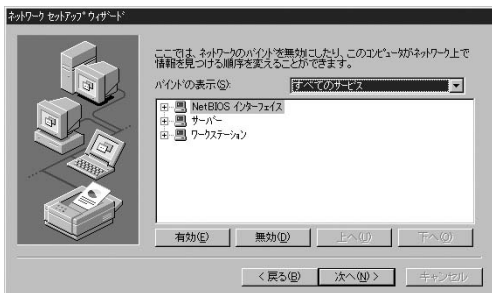 ネットワーク セットアップ ウィザード
ここでは、ネットワークのバインドを無効にしたり、このコンピュータがネットワーク上で
情報を見つける順序を変えることができます。
バインドの表示(S):
すべてのサービス
NetBIOS インターフェイス
サーバー
ワークステーション
有効(E)
無効(D)
上へ(U)
下へ(O)
< 戻る(B)
次へ(N) >
キャンセル